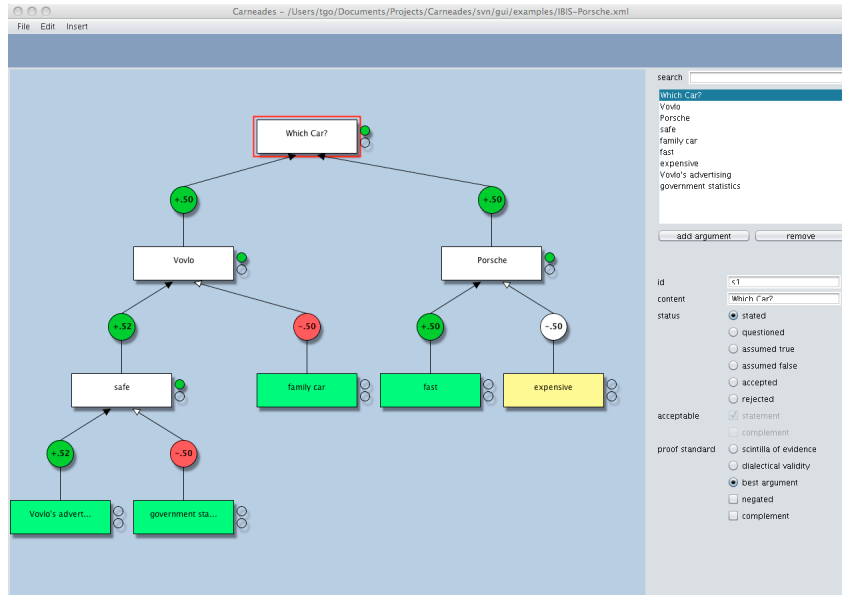 Carneades – /Users/tgo/Documents/Projects/Carneades/svn/gui/examples/IBIS-Porsche.xml
File Edit Insert
search
Which Car?
Vovlo
Porsche
safe
family car
fast
expensive
Vovlo's advertising
government statistics
add argument remove
id s1
content Which Car?
status stated
questioned
assumed true
assumed false
accepted
rejected
acceptable statement
complement
proof standard scintilla of evidence
dialectical validity
best argument
negated
complement
Which Car?
+.50 +.50
Vovlo Porsche
+.52 -.50 +.50 -.50
safe family car fast expensive
+.52 -.50
Vovlo's advert... government sta...